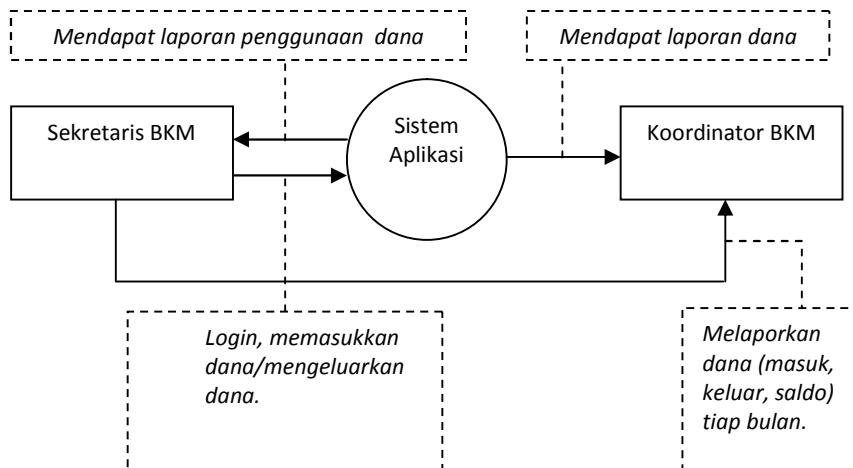 Mendapat laporan penggunaan dana
Mendapat laporan dana
Sekretaris BKM
Sistem
Aplikasi
Koordinator BKM
Login, memasukkan
dana/mengeluarkan
dana.
Melaporkan
dana (masuk,
keluar, saldo)
tiap bulan.